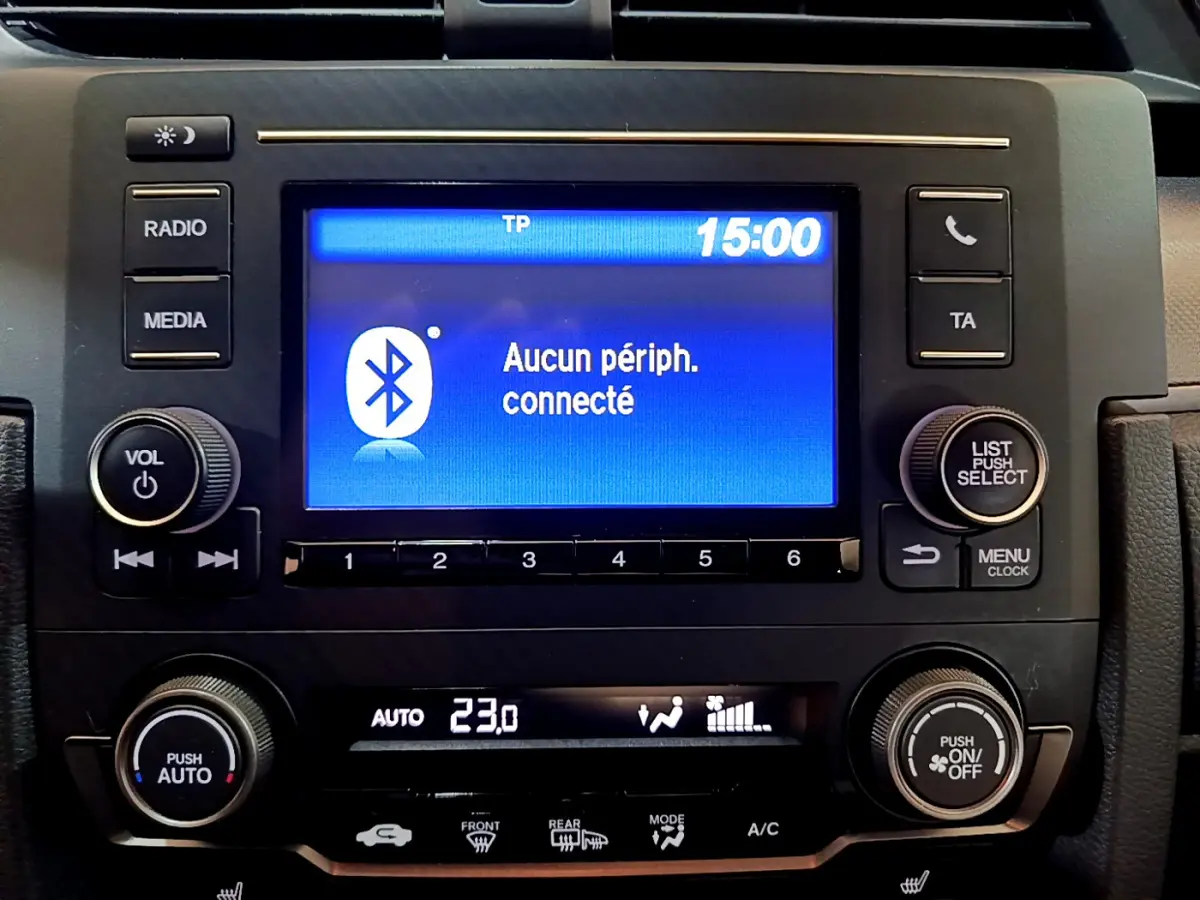 TP 15:00
RADIO
MEDIA
TA
Aucun périph.
connecté
VOL
LIST
PUSH
SELECT
1 2 3 4 5 6
MENU
CLOCK
AUTO 23,0
PUSH
AUTO
PUSH
ON/
OFF
FRONT
REAR
MODE
A/C